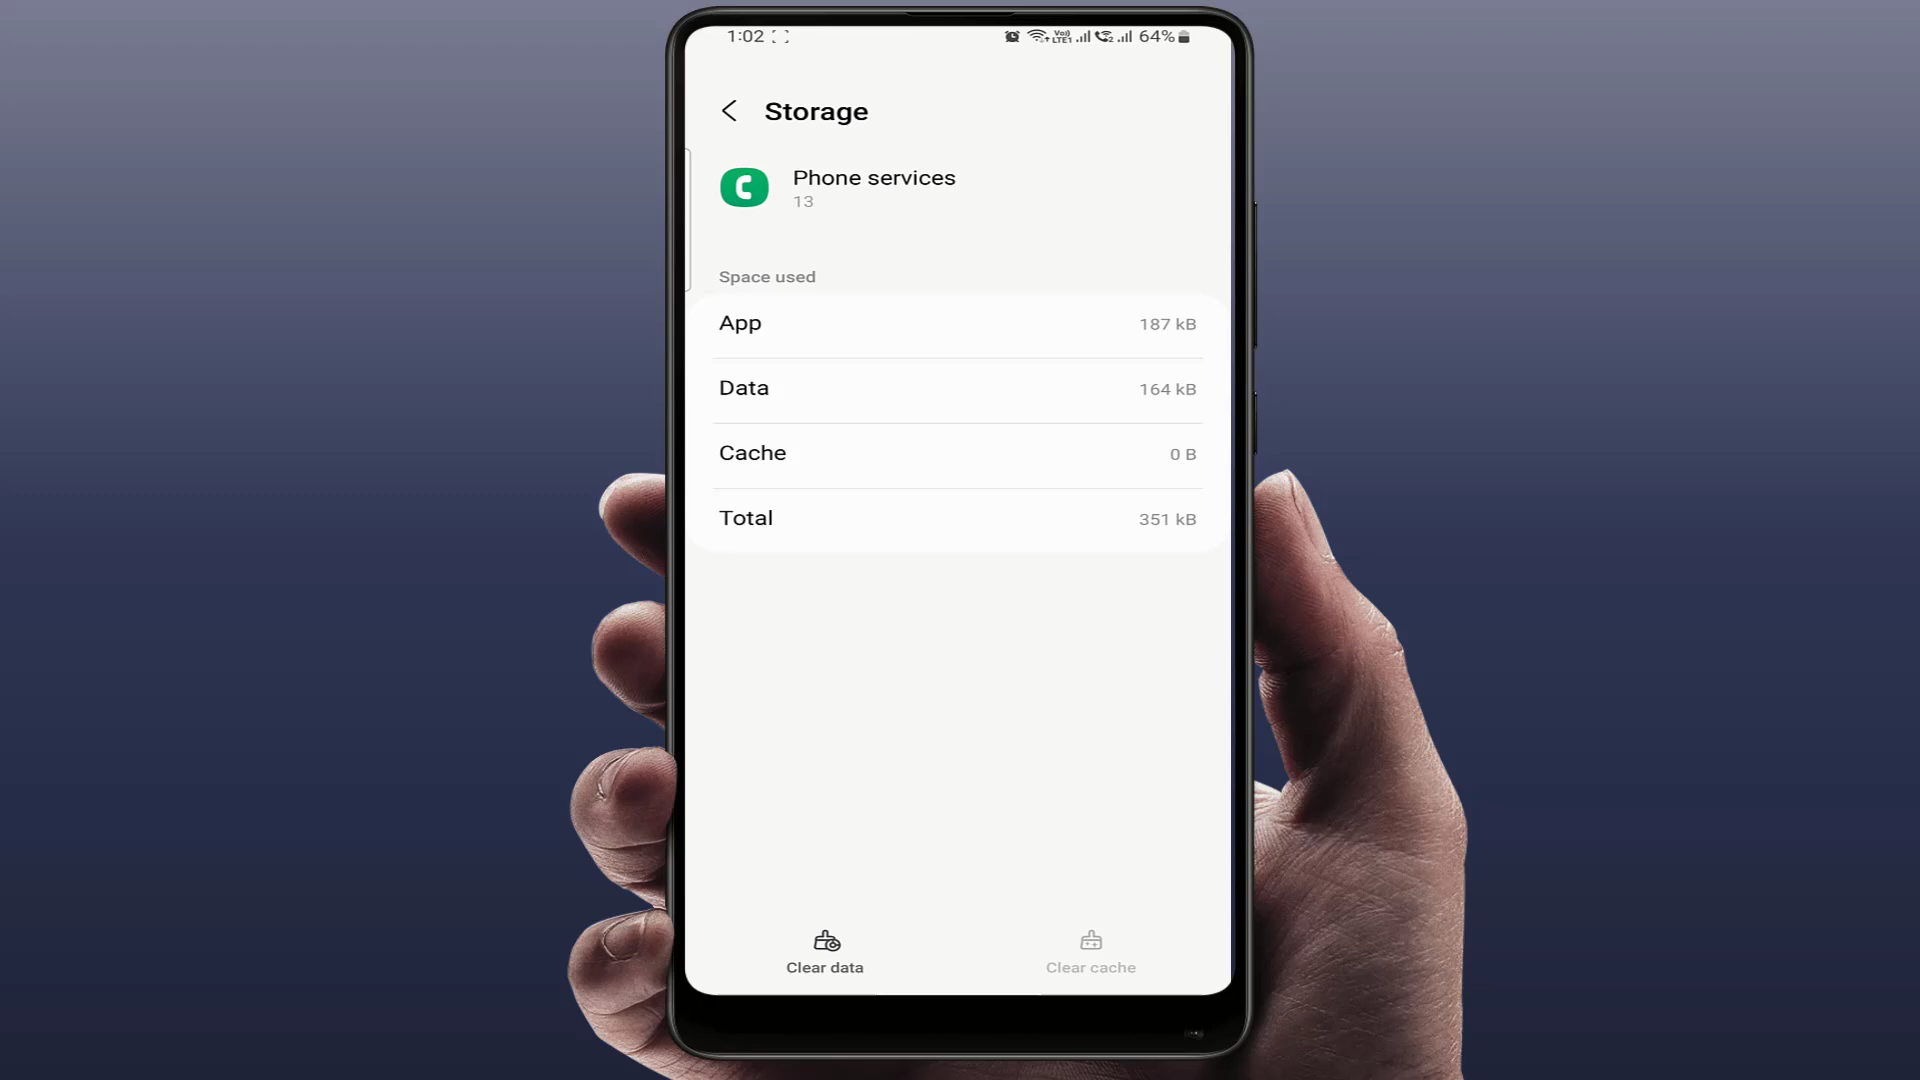 1:02 64%
Storage
Phone services
13
Space used
App 187 kB
Data 164 kB
Cache 0 B
Total 351 kB
Clear data Clear cache